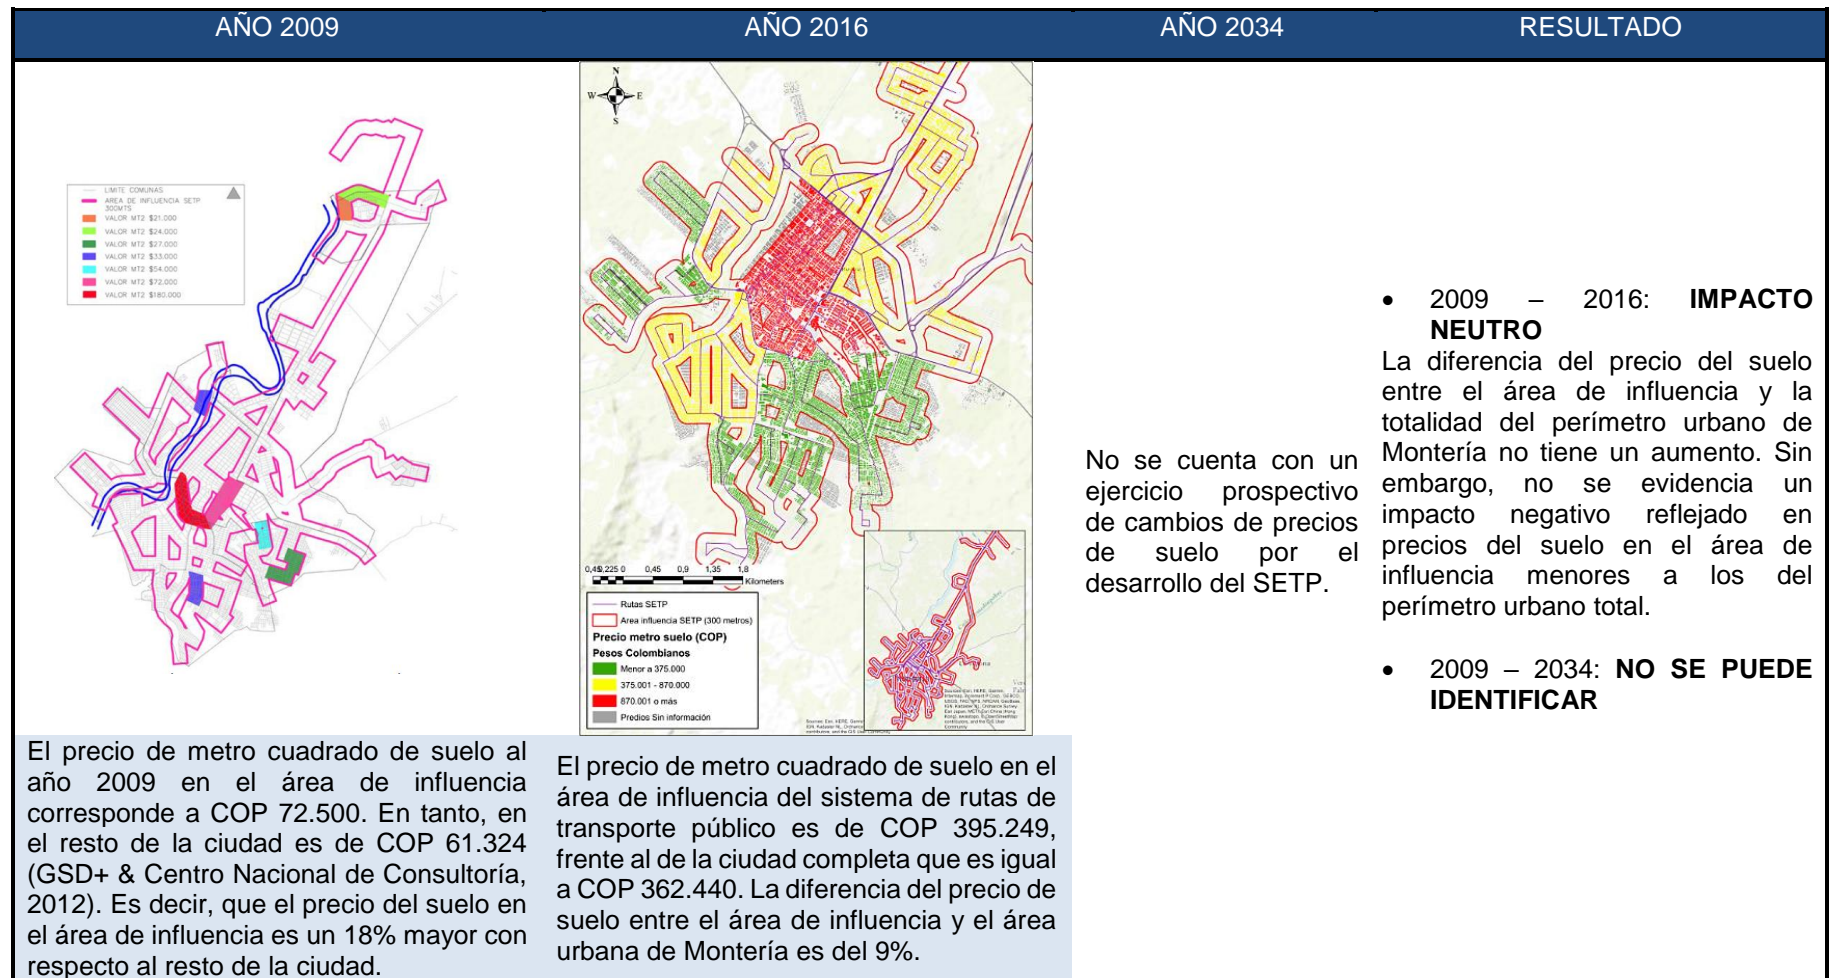 AÑO 2009
AÑO 2016
AÑO 2034
RESULTADO
LIMITE COMUNAS
AREA DE INFLUENCIA SETP
300MTS
VALOR MT2 $21.000
VALOR MT2 $24.000
VALOR MT2 $27.000
VALOR MT2 $33.000
VALOR MT2 $54.000
VALOR MT2 $72.000
VALOR MT2 $180.000
El precio de metro cuadrado de suelo al
año 2009 en el área de influencia
corresponde a COP 72.500. En tanto, en
el resto de la ciudad es de COP 61.324
(GSD+ & Centro Nacional de Consultoría,
2012). Es decir, que el precio del suelo en
el área de influencia es un 18% mayor con
respecto al resto de la ciudad.
N
W E
S
0,45 0,225 0 0,45 0,9 1,35 1,8
Kilometers
Rutas SETP
Area influencia SETP (300 metros)
Precio metro suelo (COP)
Pesos Colombianos
Menor a 375.000
375.001 - 870.000
870.001 o más
Predios Sin información
El precio de metro cuadrado de suelo en el
área de influencia del sistema de rutas de
transporte público es de COP 395.249,
frente al de la ciudad completa que es igual
a COP 362.440. La diferencia del precio de
suelo entre el área de influencia y el área
urbana de Montería es del 9%.
No se cuenta con un
ejercicio prospectivo
de cambios de precios
de suelo por el
desarrollo del SETP.
• 2009 – 2016: IMPACTO
NEUTRO
La diferencia del precio del suelo
entre el área de influencia y la
totalidad del perímetro urbano de
Montería no tiene un aumento. Sin
embargo, no se evidencia un
impacto negativo reflejado en
precios del suelo en el área de
influencia menores a los del
perímetro urbano total.
• 2009 – 2034: NO SE PUEDE
IDENTIFICAR